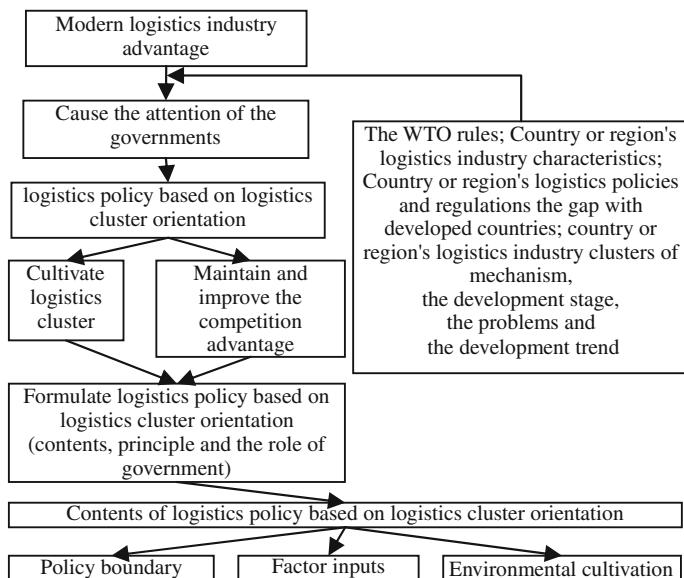 Modern logistics industry
advantage
Cause the attention of the
governments
The WTO rules; Country or region's
logistics industry characteristics;
Country or region's logistics policies
and regulations the gap with
developed countries; country or
region's logistics industry clusters of
mechanism,
the development stage,
the problems and
the development trend
logistics policy based on logistics
cluster orientation
Cultivate
logistics
cluster
Maintain and
improve the
competition
advantage
Formulate logistics policy based on
logistics cluster orientation
(contents, principle and the role of
government)
Contents of logistics policy based on logistics cluster orientation
Policy boundary
Factor inputs
Environmental cultivation